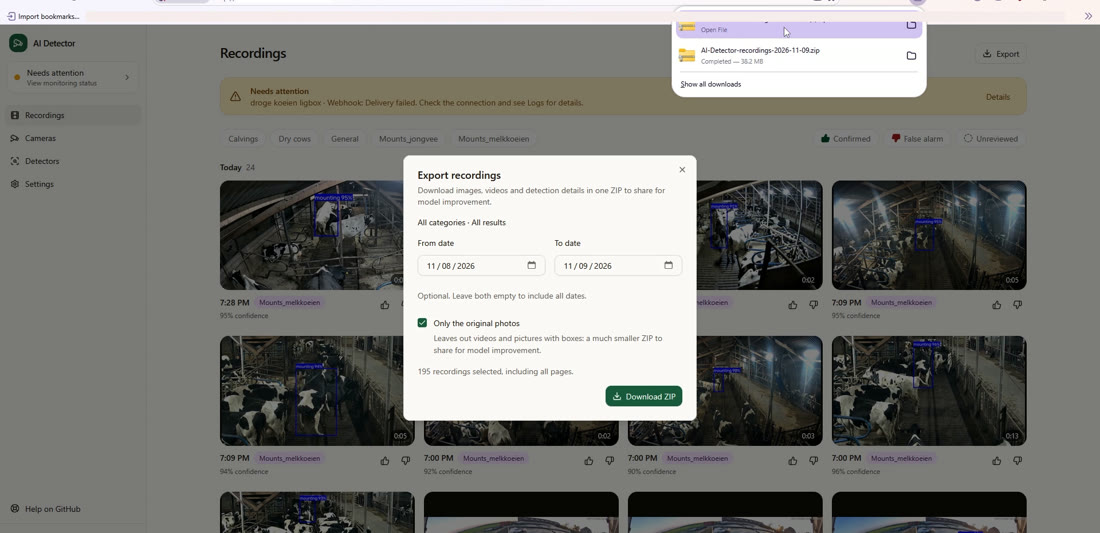 Import bookmarks...
Open File
AI-Detector-recordings-2026-11-09.zip
Completed — 38.2 MB
Show all downloads
AI Detector
Needs attention
View monitoring status
Recordings
Cameras
Detectors
Settings
Help on GitHub
Recordings
Export
Needs attention
droge koeien ligbox · Webhook: Delivery failed. Check the connection and see Logs for details.
Details
Calvings
Dry cows
General
Mounts_jongvee
Mounts_melkkoeien
Confirmed
False alarm
Unreviewed
Today 24
mounting 95%
0:02
0:05
7:28 PM Mounts_melkkoeien
95% confidence
7:09 PM Mounts_melkkoeien
95% confidence
Export recordings
Download images, videos and detection details in one ZIP to share for
model improvement.
All categories · All results
From date
To date
11/08/2026
11/09/2026
Optional. Leave both empty to include all dates.
Only the original photos
Leaves out videos and pictures with boxes: a much smaller ZIP to
share for model improvement.
195 recordings selected, including all pages.
Download ZIP
0:05
0:02
0:03
0:13
7:09 PM Mounts_melkkoeien
94% confidence
7:00 PM Mounts_melkkoeien
92% confidence
7:00 PM Mounts_melkkoeien
90% confidence
7:00 PM Mounts_melkkoeien
96% confidence